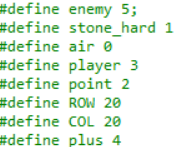 #define enemy 5;
#define stone_hard 1
#define air 0
#define player 3
#define point 2
#define ROW 20
#define COL 20
#define plus 4